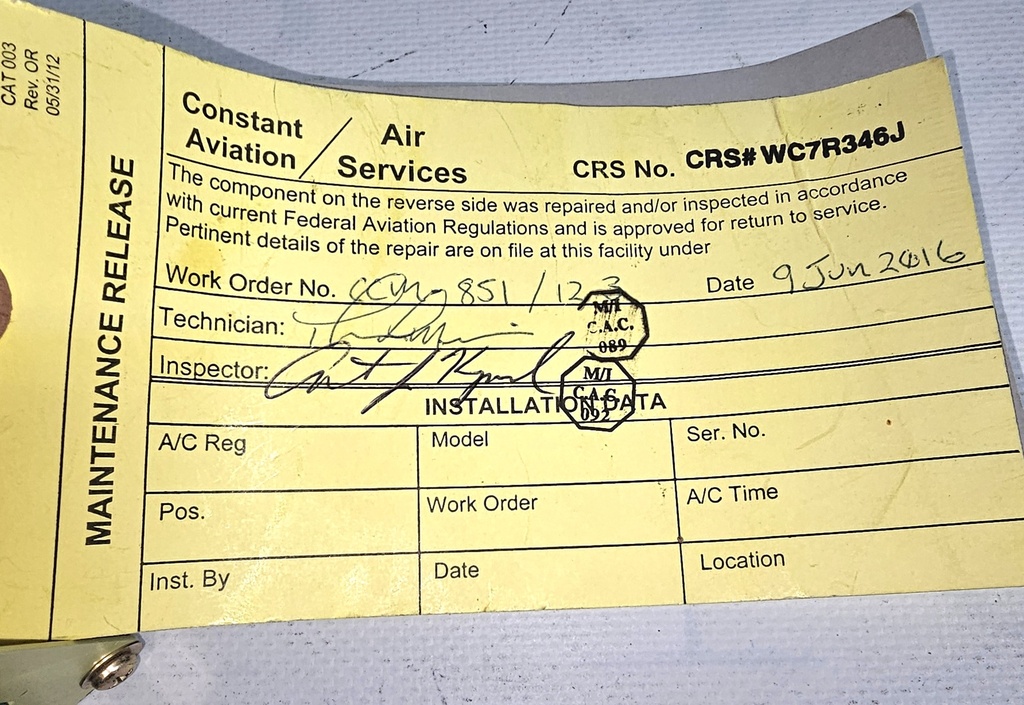 CAT 003
Rev. OR
05/31/12
MAINTENANCE RELEASE
Constant Aviation / Air Services CRS No. CRS# WC7R346J
The component on the reverse side was repaired and/or inspected in accordance
with current Federal Aviation Regulations and is approved for return to service.
Pertinent details of the repair are on file at this facility under
Work Order No. 851 / 12 Date 9 Jun 2016
Technician:
M/I
C.A.C.
089
Inspector:
M/I
C.A.C.
092
INSTALLATION DATA
A/C Reg Model Ser. No.
Pos. Work Order A/C Time
Inst. By Date Location